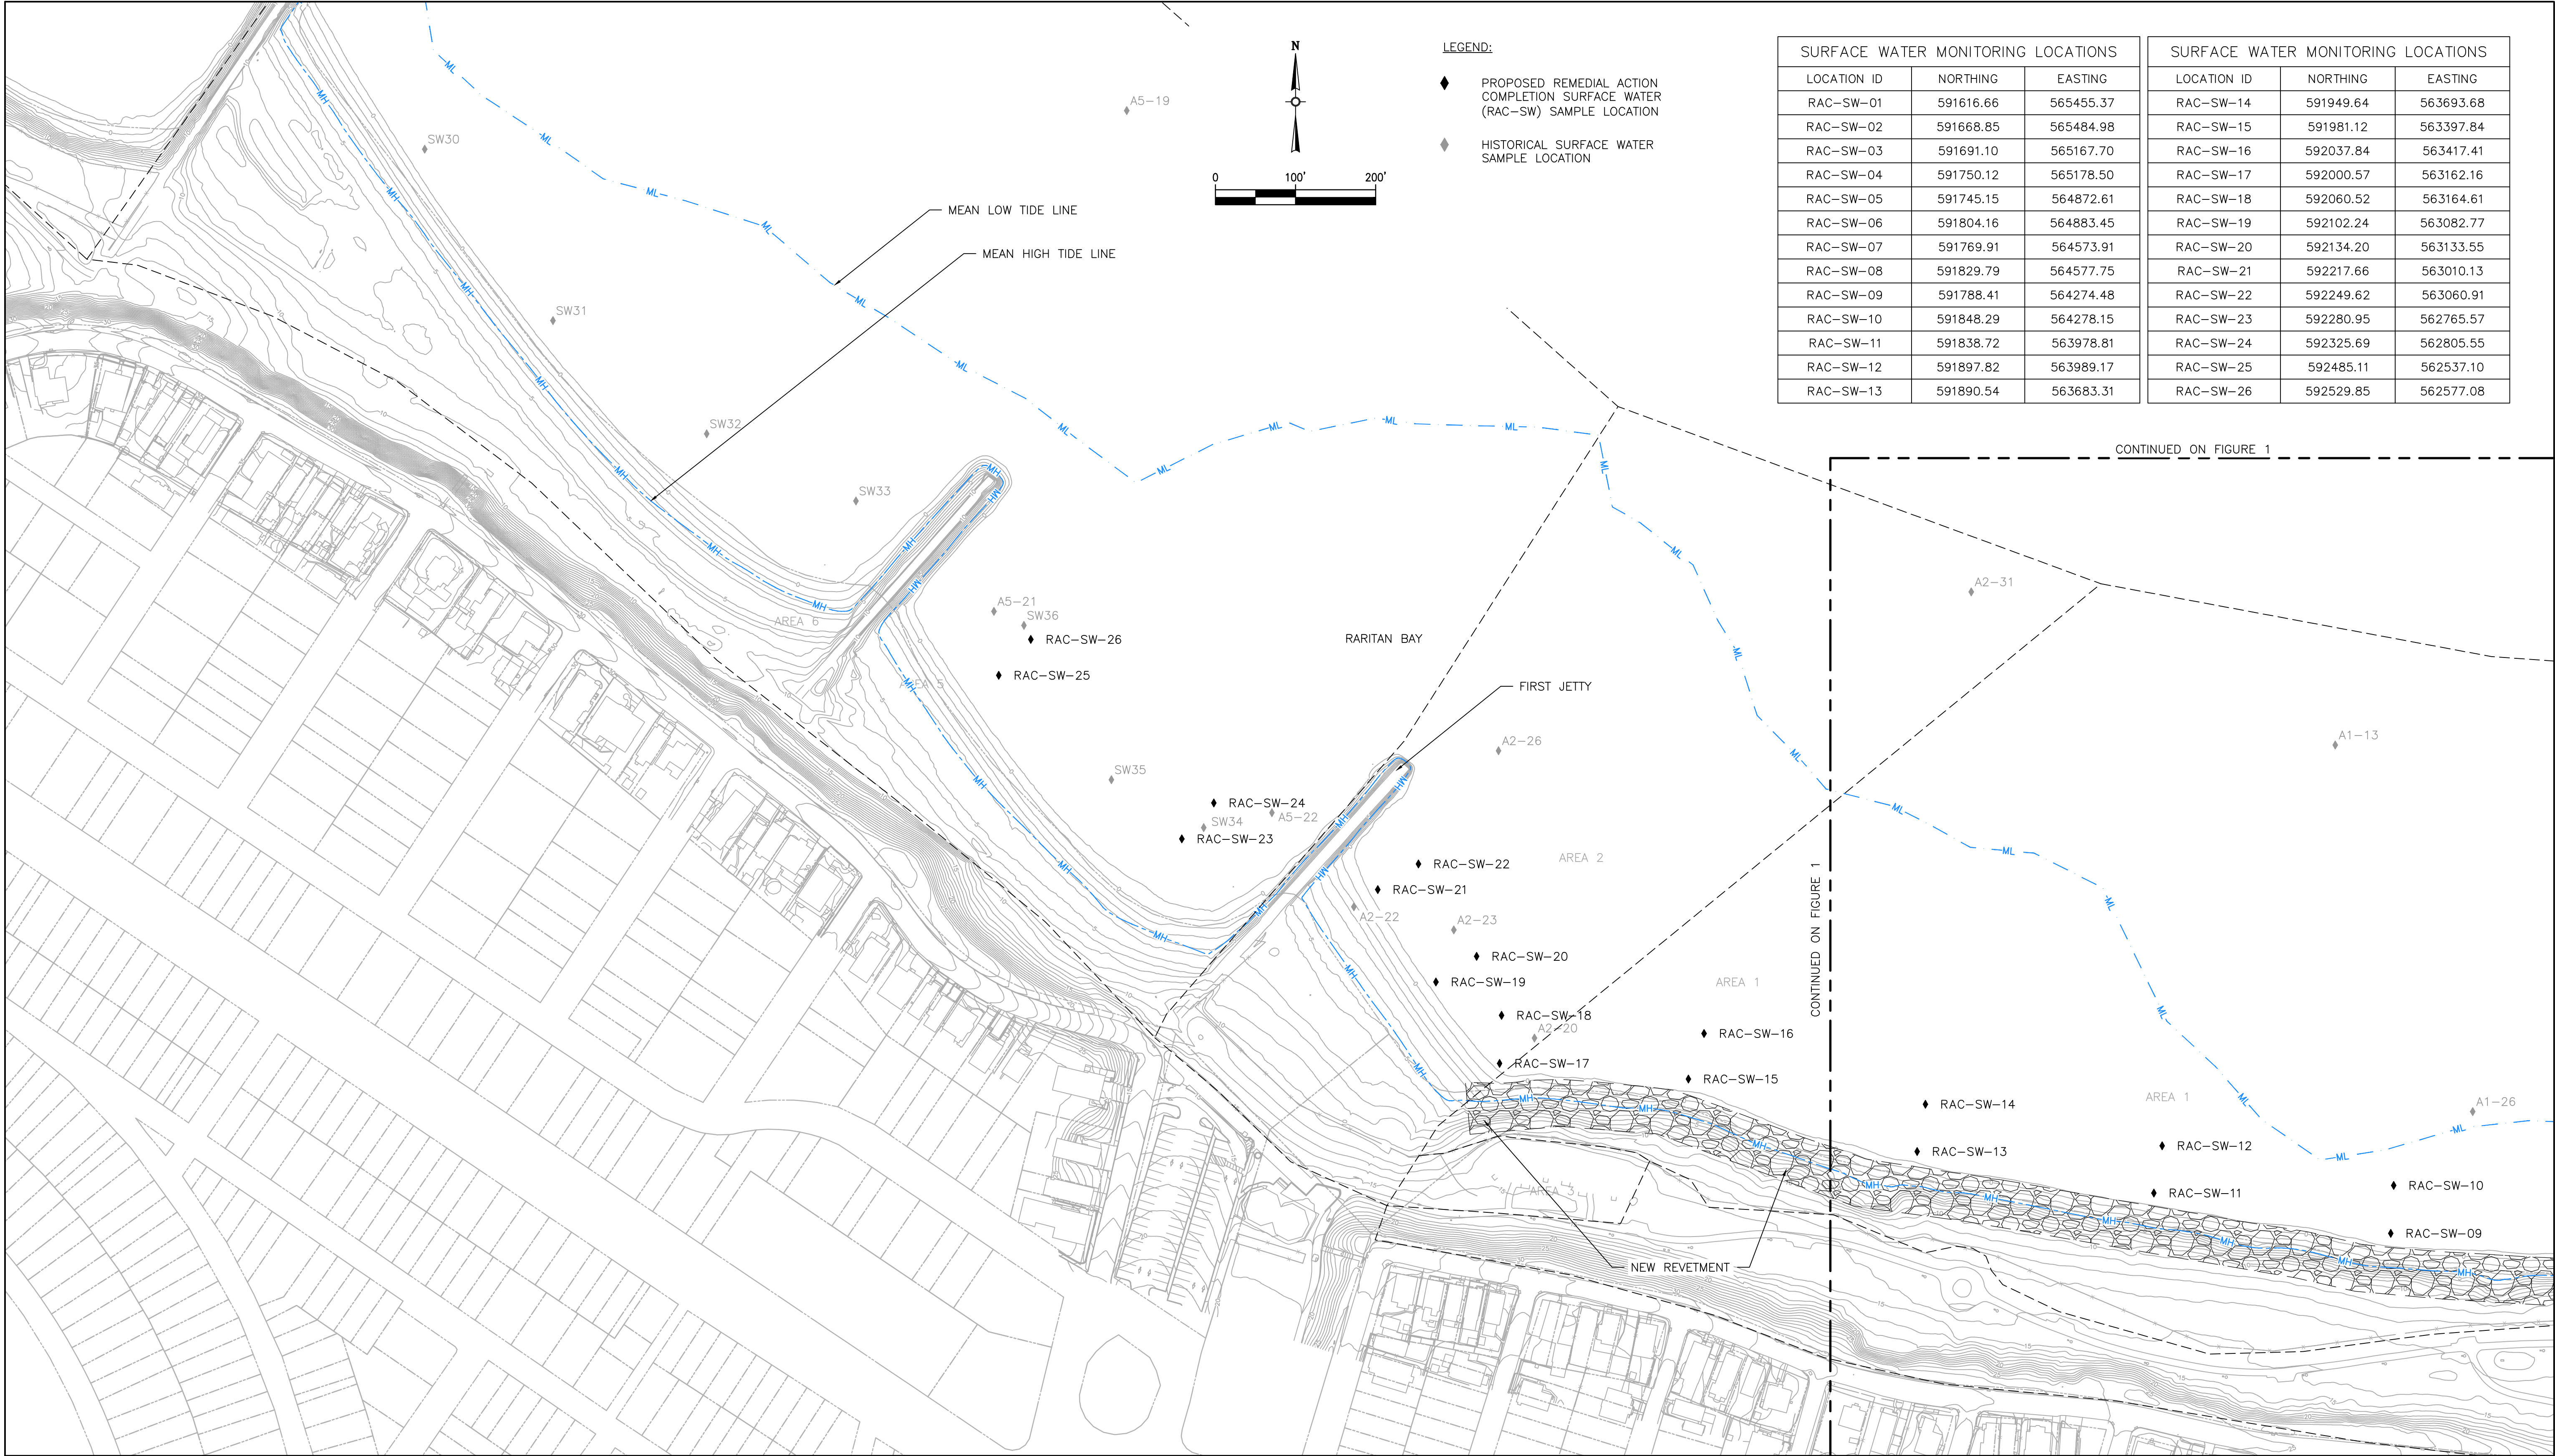 N
0 100' 200'
LEGEND:
PROPOSED REMEDIAL ACTION
COMPLETION SURFACE WATER
(RAC-SW) SAMPLE LOCATION
HISTORICAL SURFACE WATER
SAMPLE LOCATION
SURFACE WATER MONITORING LOCATIONS
LOCATION ID NORTHING EASTING
RAC-SW-01 591616.66 565455.37
RAC-SW-02 591668.85 565484.98
RAC-SW-03 591691.10 565167.70
RAC-SW-04 591750.12 565178.50
RAC-SW-05 591745.15 564872.61
RAC-SW-06 591804.16 564883.45
RAC-SW-07 591769.91 564573.91
RAC-SW-08 591829.79 564577.75
RAC-SW-09 591788.41 564274.48
RAC-SW-10 591848.29 564278.15
RAC-SW-11 591838.72 563978.81
RAC-SW-12 591897.82 563989.17
RAC-SW-13 591890.54 563683.31
SURFACE WATER MONITORING LOCATIONS
LOCATION ID NORTHING EASTING
RAC-SW-14 591949.64 563693.68
RAC-SW-15 591981.12 563397.84
RAC-SW-16 592037.84 563417.41
RAC-SW-17 592000.57 563162.16
RAC-SW-18 592060.52 563164.61
RAC-SW-19 592102.24 563082.77
RAC-SW-20 592134.20 563133.55
RAC-SW-21 592217.66 563010.13
RAC-SW-22 592249.62 563060.91
RAC-SW-23 592280.95 562765.57
RAC-SW-24 592325.69 562805.55
RAC-SW-25 592485.11 562537.10
RAC-SW-26 592529.85 562577.08
A5-19
SW30
MEAN LOW TIDE LINE
MEAN HIGH TIDE LINE
SW31
SW32
SW33
CONTINUED ON FIGURE 1
A2-31
A5-21
SW36
AREA 6
RAC-SW-26
RARITAN BAY
RAC-SW-25
AREA 5
FIRST JETTY
A2-26
A1-13
SW35
RAC-SW-24
A5-22
SW34
RAC-SW-23
RAC-SW-22
AREA 2
RAC-SW-21
A2-22
A2-23
CONTINUED ON FIGURE 1
RAC-SW-20
RAC-SW-19
AREA 1
RAC-SW-18
A2-20
RAC-SW-16
RAC-SW-17
RAC-SW-15
AREA 1
RAC-SW-14
A1-26
RAC-SW-13
RAC-SW-12
RAC-SW-11
RAC-SW-10
AREA 3
RAC-SW-09
NEW REVETMENT